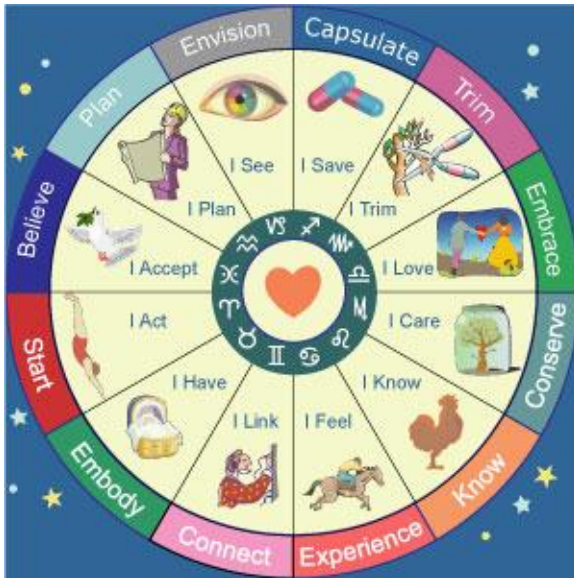 Envision
Capsulate
Trim
Embrace
Conserve
Know
Experience
Connect
Embody
Start
Believe
Plan
I See
I Save
I Trim
I Love
I Care
I Know
I Feel
I Link
I Have
I Act
I Accept
I Plan
♑
♐
♏
♎
♍
♌
♋
♊
♉
♈
♓
♒